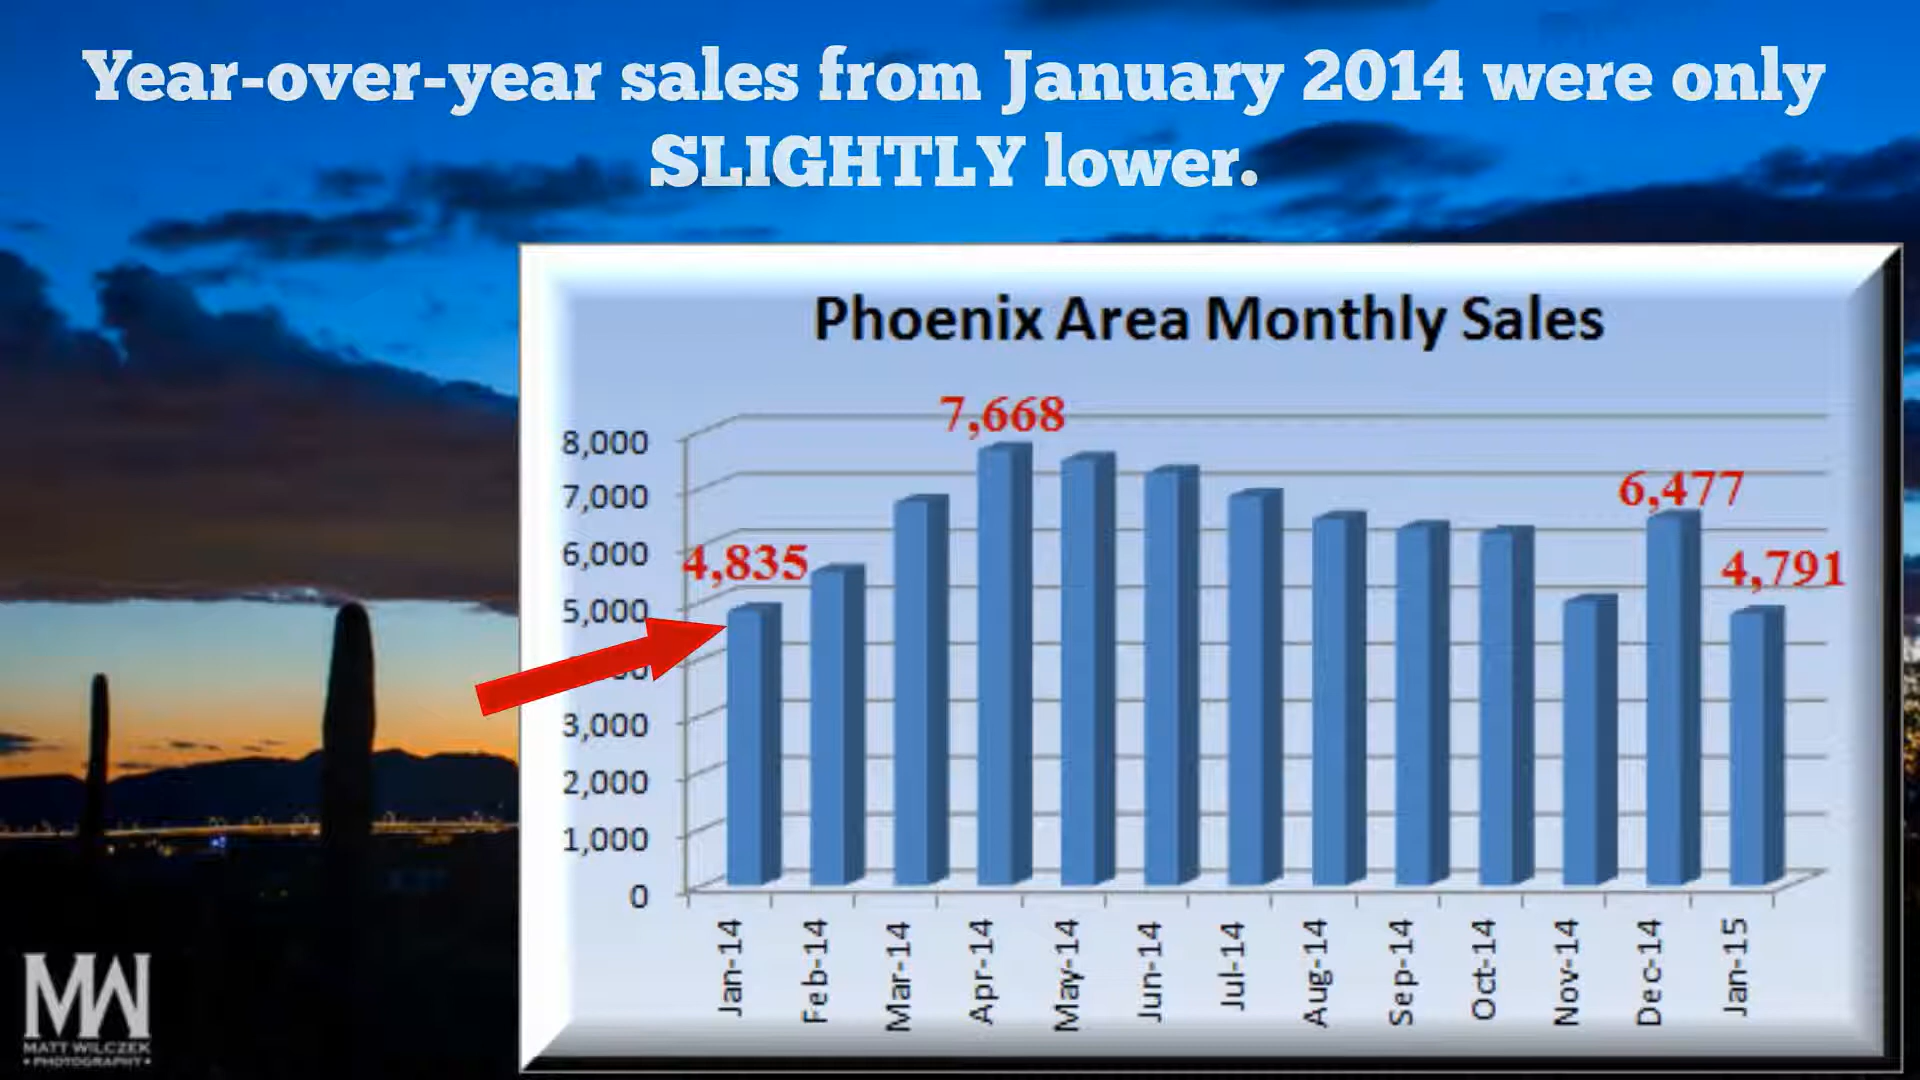 Year-over-year sales from January 2014 were only
SLIGHTLY lower.
Phoenix Area Monthly Sales
7,668
8,000
7,000
6,477
6,000
4,835
4,791
5,000
3,000
2,000
1,000
0
Jan-14
Feb-14
Mar-14
Apr-14
May-14
Jun-14
Jul-14
Aug-14
Sep-14
Oct-14
Nov-14
Dec-14
Jan-15
MW
MATT WILCZEK
• PHOTOGRAPHY •